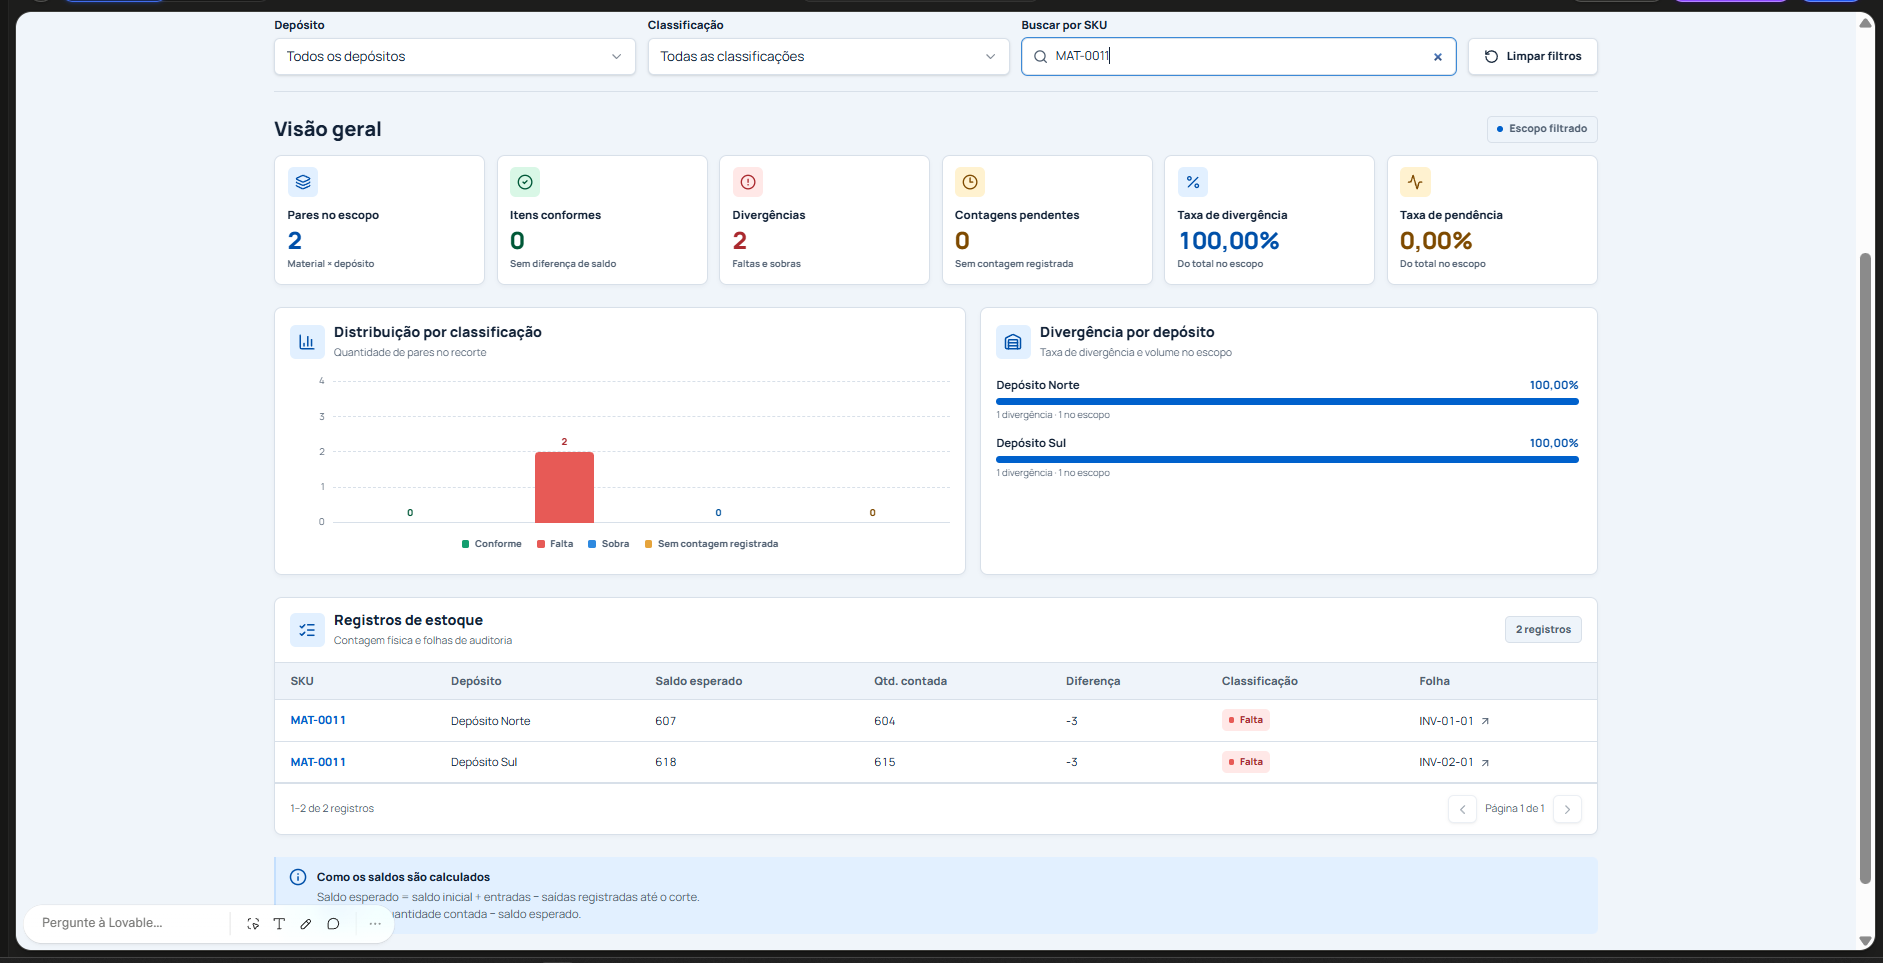 Depósito
Classificação
Buscar por SKU
Todos os depósitos
Todas as classificações
MAT-0011
Limpar filtros
Visão geral
Escopo filtrado
Pares no escopo
2
Material × depósito
Itens conformes
0
Sem diferença de saldo
Divergências
2
Faltas e sobras
Contagens pendentes
0
Sem contagem registrada
Taxa de divergência
100,00%
Do total no escopo
Taxa de pendência
0,00%
Do total no escopo
Distribuição por classificação
Quantidade de pares no recorte
4
3
2
1
0
0
2
0
0
Conforme
Falta
Sobra
Sem contagem registrada
Divergência por depósito
Taxa de divergência e volume no escopo
Depósito Norte 100,00%
1 divergência · 1 no escopo
Depósito Sul 100,00%
1 divergência · 1 no escopo
Registros de estoque
Contagem física e folhas de auditoria
2 registros
SKU Depósito Saldo esperado Qtd. contada Diferença Classificação Folha
MAT-0011 Depósito Norte 607 604 -3 Falta INV-01-01
MAT-0011 Depósito Sul 618 615 -3 Falta INV-02-01
1–2 de 2 registros
Página 1 de 1
Como os saldos são calculados
Saldo esperado = saldo inicial + entradas − saídas registradas até o corte.
contada − saldo esperado.
Pergunte à Lovable...